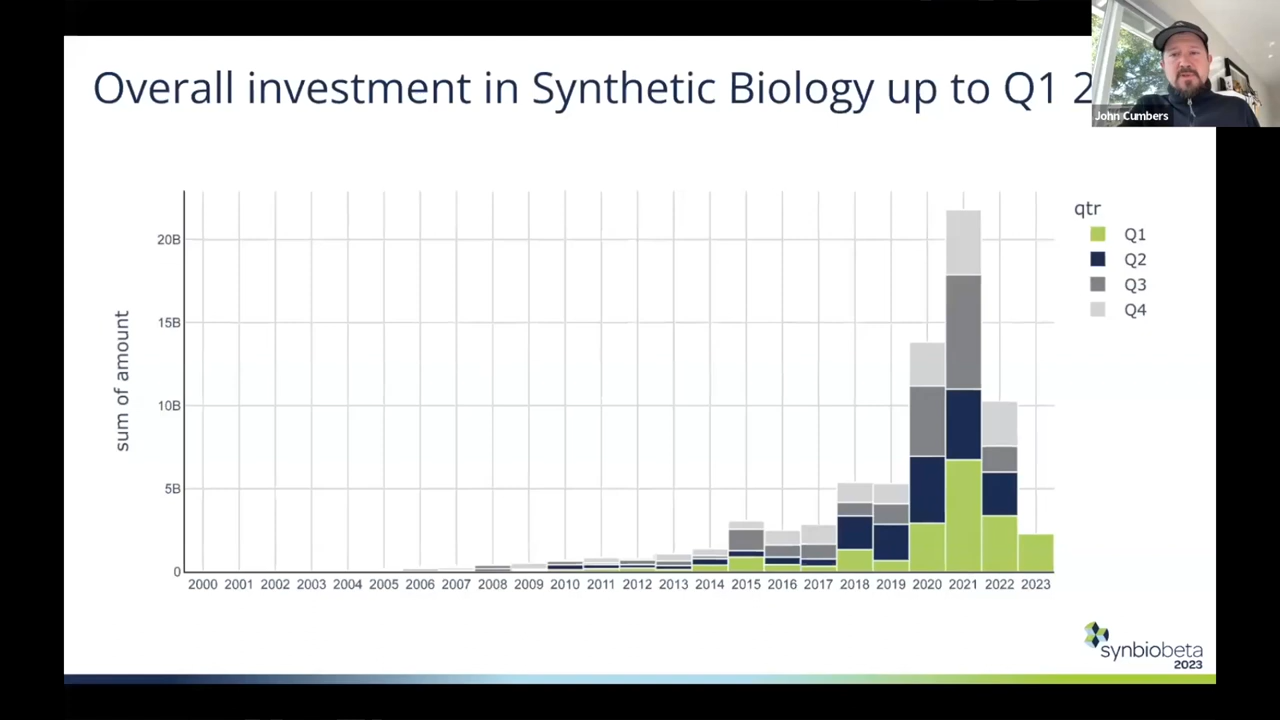 Overall investment in Synthetic Biology up to Q1 2
John Cumbers
qtr
Q1
Q2
Q3
Q4
sum of amount
20B
15B
10B
5B
0
2000 2001 2002 2003 2004 2005 2006 2007 2008 2009 2010 2011 2012 2013 2014 2015 2016 2017 2018 2019 2020 2021 2022 2023
synbiobeta
2023